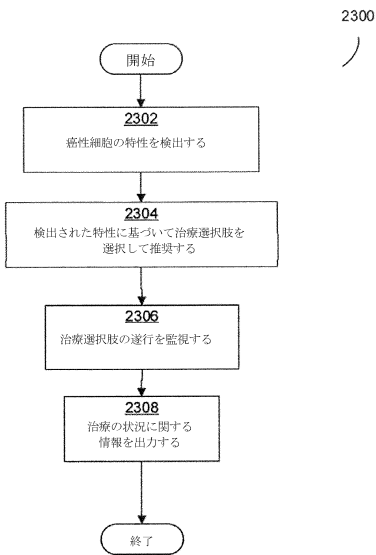 2300
開始
2302
癌性細胞の特性を検出する
2304
検出された特性に基づいて治療選択肢を
選択して推奨する
2306
治療選択肢の遂行を監視する
2308
治療の状況に関する
情報を出力する
終了